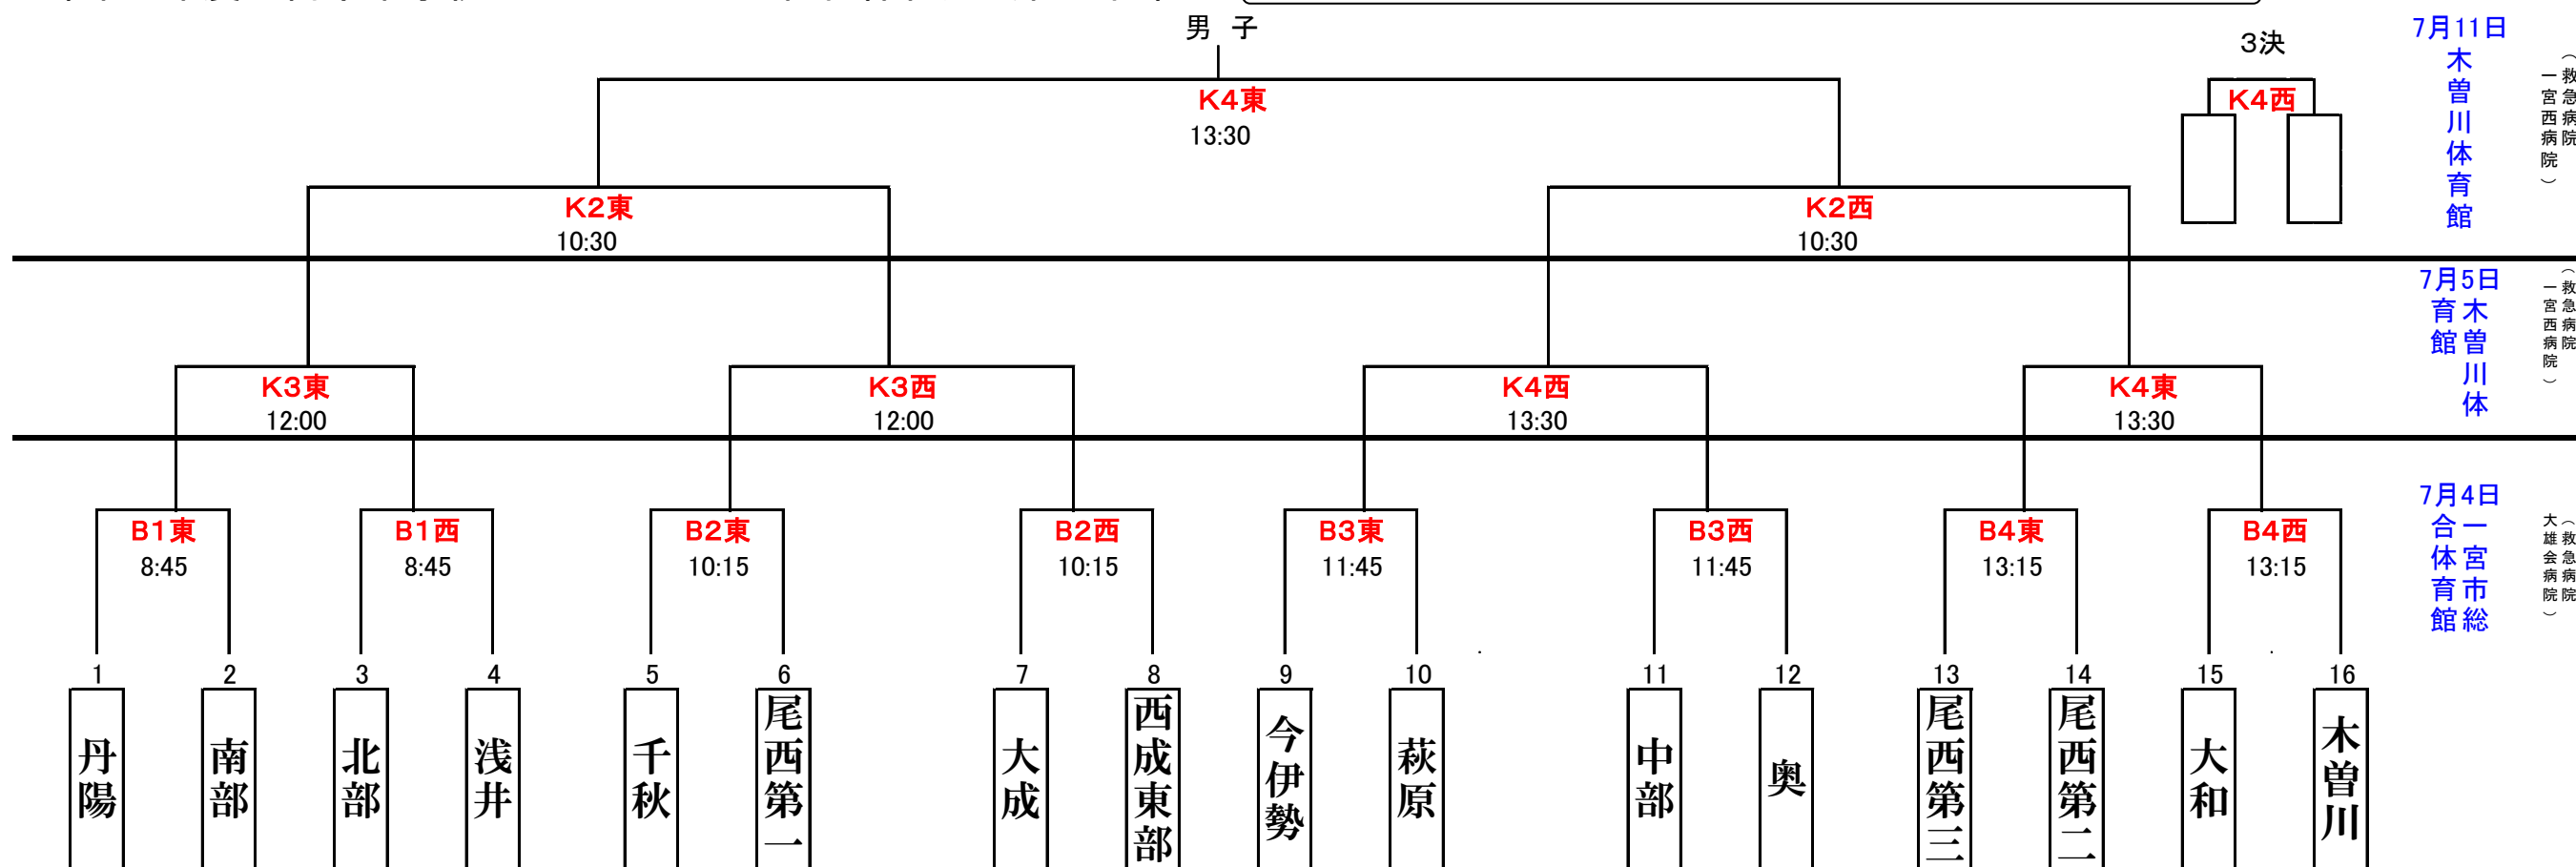 男 子
3決
7月11日
木曽川体育館
（救急病院
一宮西病院）
K4東
13:30
K4西
K2東
10:30
K2西
10:30
7月5日
木曽川体
育館
（救急病院
一宮西病院）
K3東
12:00
K3西
12:00
K4西
13:30
K4東
13:30
7月4日
一宮市総
合体育館
（救急病院
大雄会病院）
B1東
8:45
B1西
8:45
B2東
10:15
B2西
10:15
B3東
11:45
B3西
11:45
B4東
13:15
B4西
13:15
1
2
3
4
5
6
7
8
9
10
11
12
13
14
15
16
丹陽
南部
北部
浅井
千秋
尾西第一
大成
西成東部
今伊勢
萩原
中部
奥
尾西第三
尾西第二
大和
木曽川